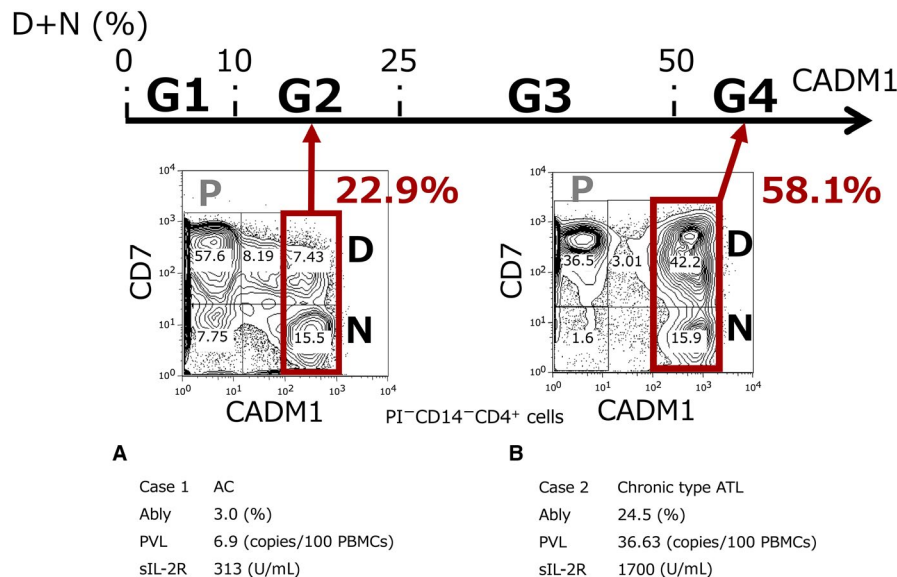 D+N (%)
0 10 25 50
G1 G2 G3 G4 CADM1
22.9% 58.1%
P
10⁴
10³
10²
10¹
10⁰
CD7
57.6 8.19 7.43
7.75 15.5
D
N
10⁰ 10¹ 10² 10³ 10⁴
CADM1
P
10⁴
10³
10²
10¹
10⁰
CD7
36.5 3.01 42.2
1.6 15.9
D
N
10⁰ 10¹ 10² 10³ 10⁴
CADM1
PI⁻CD14⁻CD4⁺ cells
A
Case 1 AC
Ably 3.0 (%)
PVL 6.9 (copies/100 PBMCs)
sIL-2R 313 (U/mL)
B
Case 2 Chronic type ATL
Ably 24.5 (%)
PVL 36.63 (copies/100 PBMCs)
sIL-2R 1700 (U/mL)